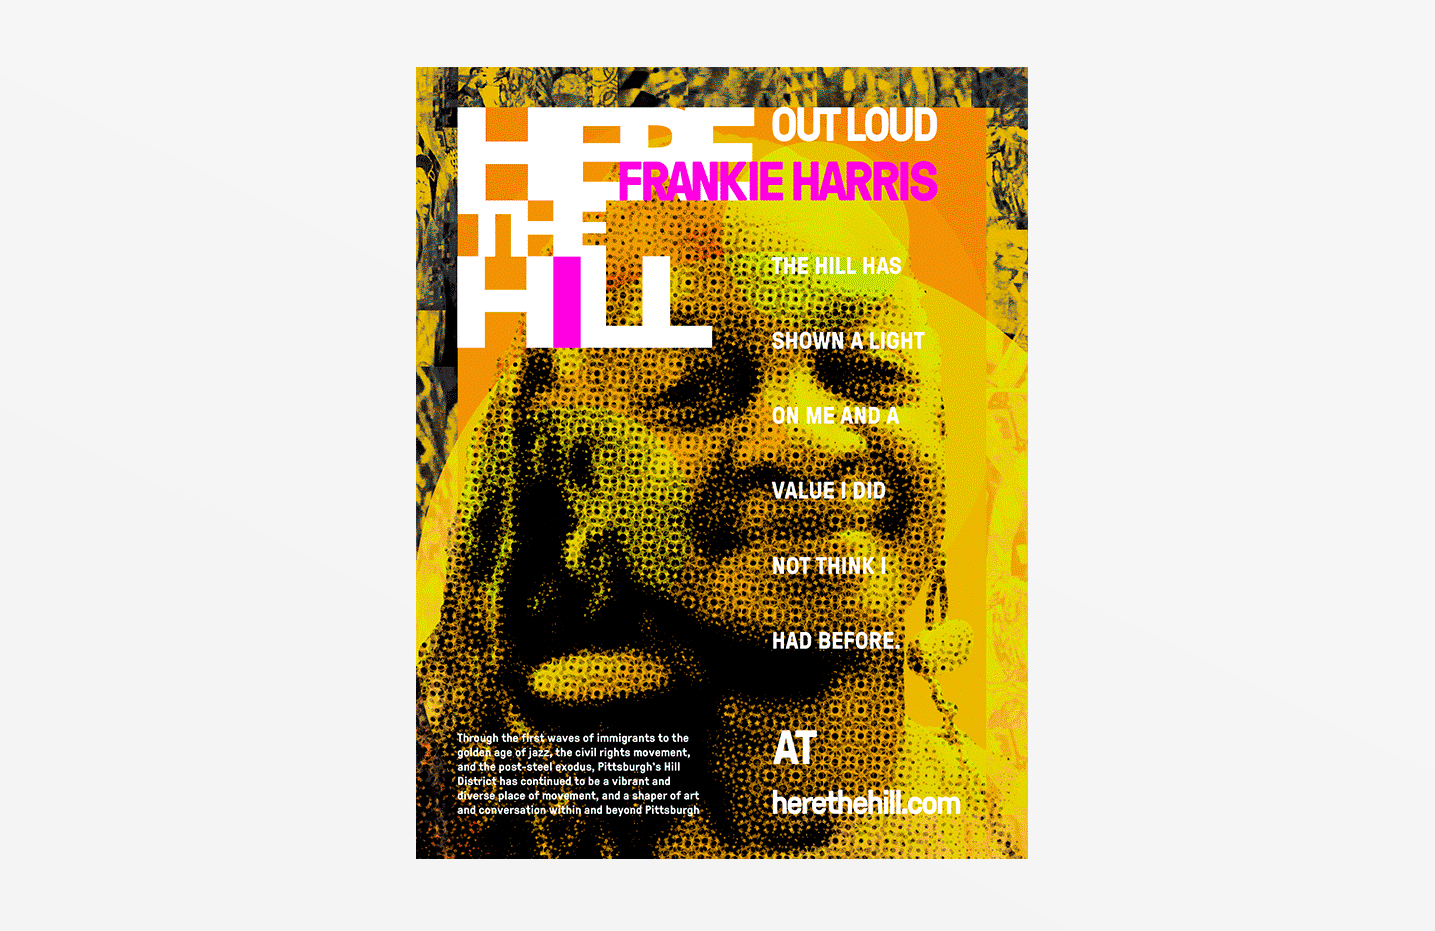 HERE
THE
HILL
OUT LOUD
FRANKIE HARRIS
THE HILL HAS
SHOWN A LIGHT
ON ME AND A
VALUE I DID
NOT THINK I
HAD BEFORE.
Through the first waves of immigrants to the
golden age of jazz, the civil rights movement,
and the post-steel exodus, Pittsburgh's Hill
District has continued to be a vibrant and
diverse place of movement, and a shaper of art
and conversation within and beyond Pittsburgh
AT
herethehill.com